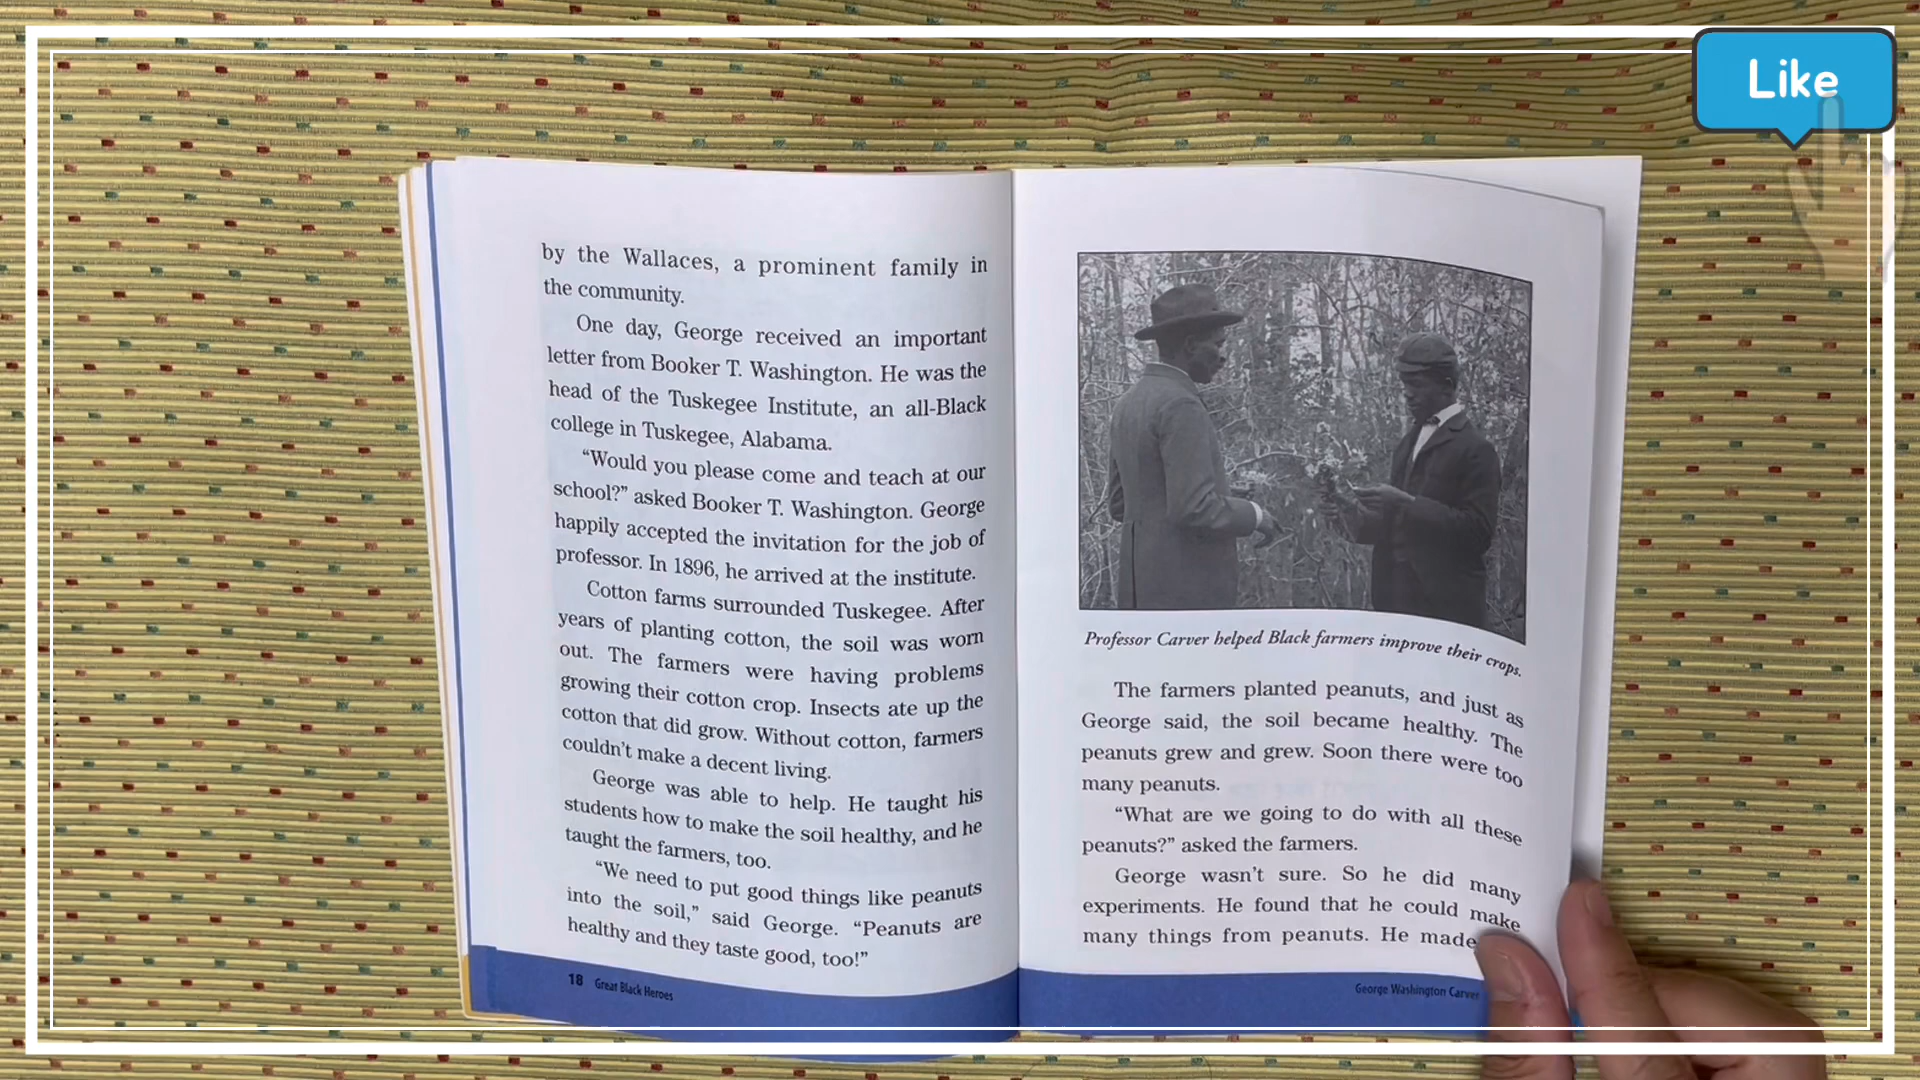 by the Wallaces, a prominent family in
the community.
One day, George received an important
letter from Booker T. Washington. He was the
head of the Tuskegee Institute, an all-Black
college in Tuskegee, Alabama.
“Would you please come and teach at our
school?” asked Booker T. Washington. George
happily accepted the invitation for the job of
professor. In 1896, he arrived at the institute.
Cotton farms surrounded Tuskegee. After
years of planting cotton, the soil was worn
out. The farmers were having problems
growing their cotton crop. Insects ate up the
cotton that did grow. Without cotton, farmers
couldn’t make a decent living.
George was able to help. He taught his
students how to make the soil healthy, and he
taught the farmers, too.
“We need to put good things like peanuts
into the soil,” said George. “Peanuts are
healthy and they taste good, too!”
18 Great Black Heroes
Professor Carver helped Black farmers improve their crops.
The farmers planted peanuts, and just as
George said, the soil became healthy. The
peanuts grew and grew. Soon there were too
many peanuts.
“What are we going to do with all these
peanuts?” asked the farmers.
George wasn’t sure. So he did many
experiments. He found that he could make
many things from peanuts. He made
George Washington Carver
Like